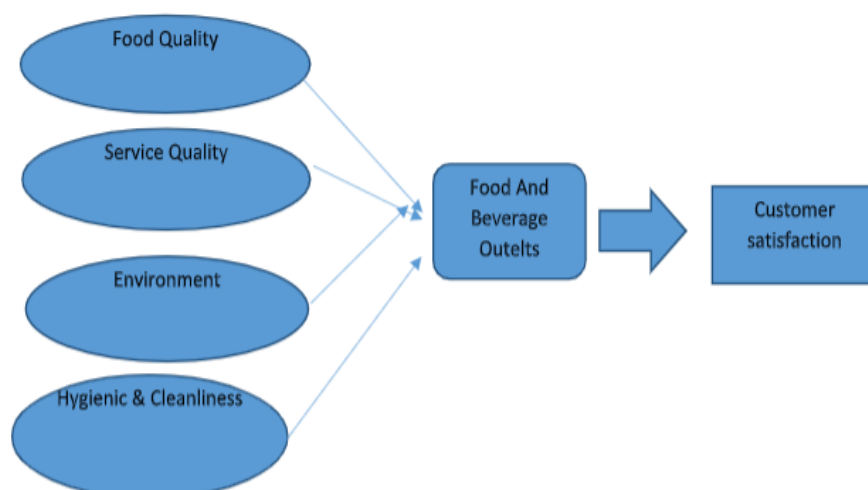 Food Quality
Service Quality
Environment
Hygienic & Cleanliness
Food And
Beverage
Outelts
Customer
satisfaction